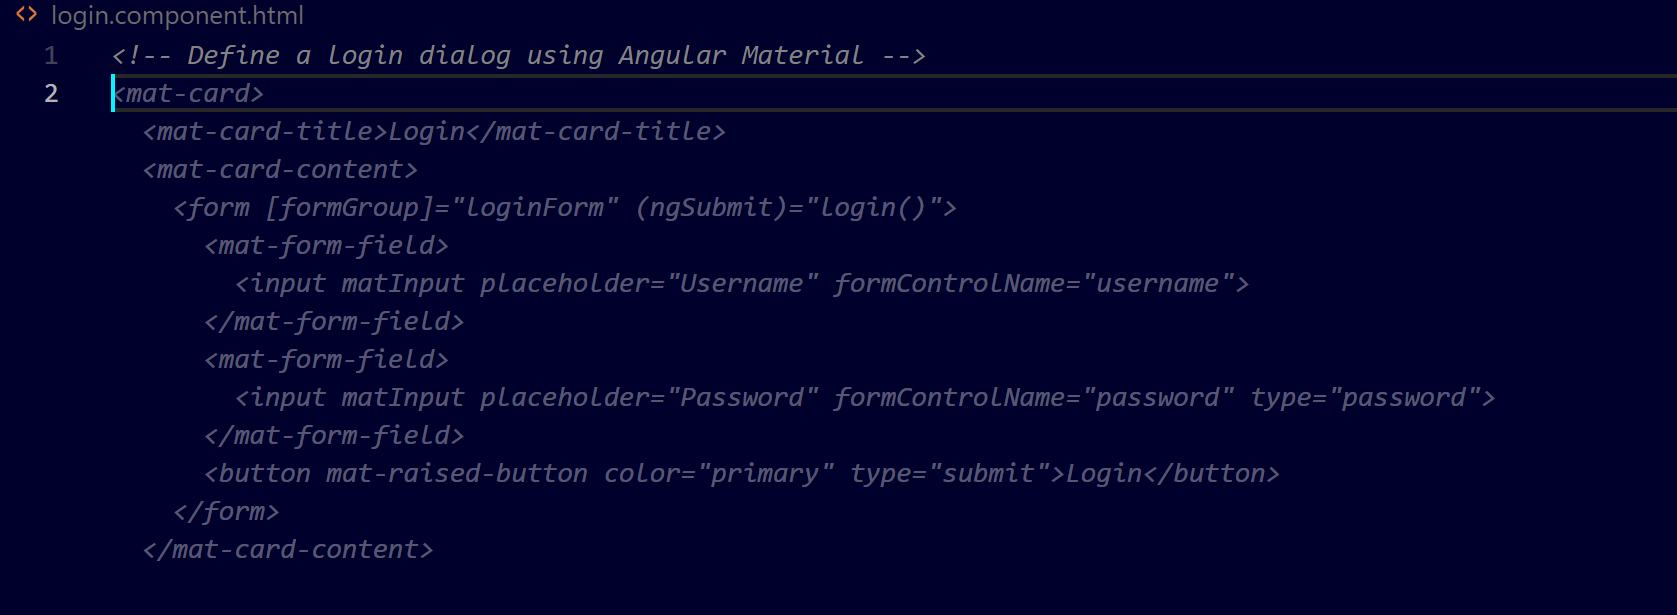 <> login.component.html
1 <!-- Define a login dialog using Angular Material -->
2 <mat-card>
<mat-card-title>Login</mat-card-title>
<mat-card-content>
<form [formGroup]="loginForm" (ngSubmit)="login()">
<mat-form-field>
<input matInput placeholder="Username" formControlName="username">
</mat-form-field>
<mat-form-field>
<input matInput placeholder="Password" formControlName="password" type="password">
</mat-form-field>
<button mat-raised-button color="primary" type="submit">Login</button>
</form>
</mat-card-content>